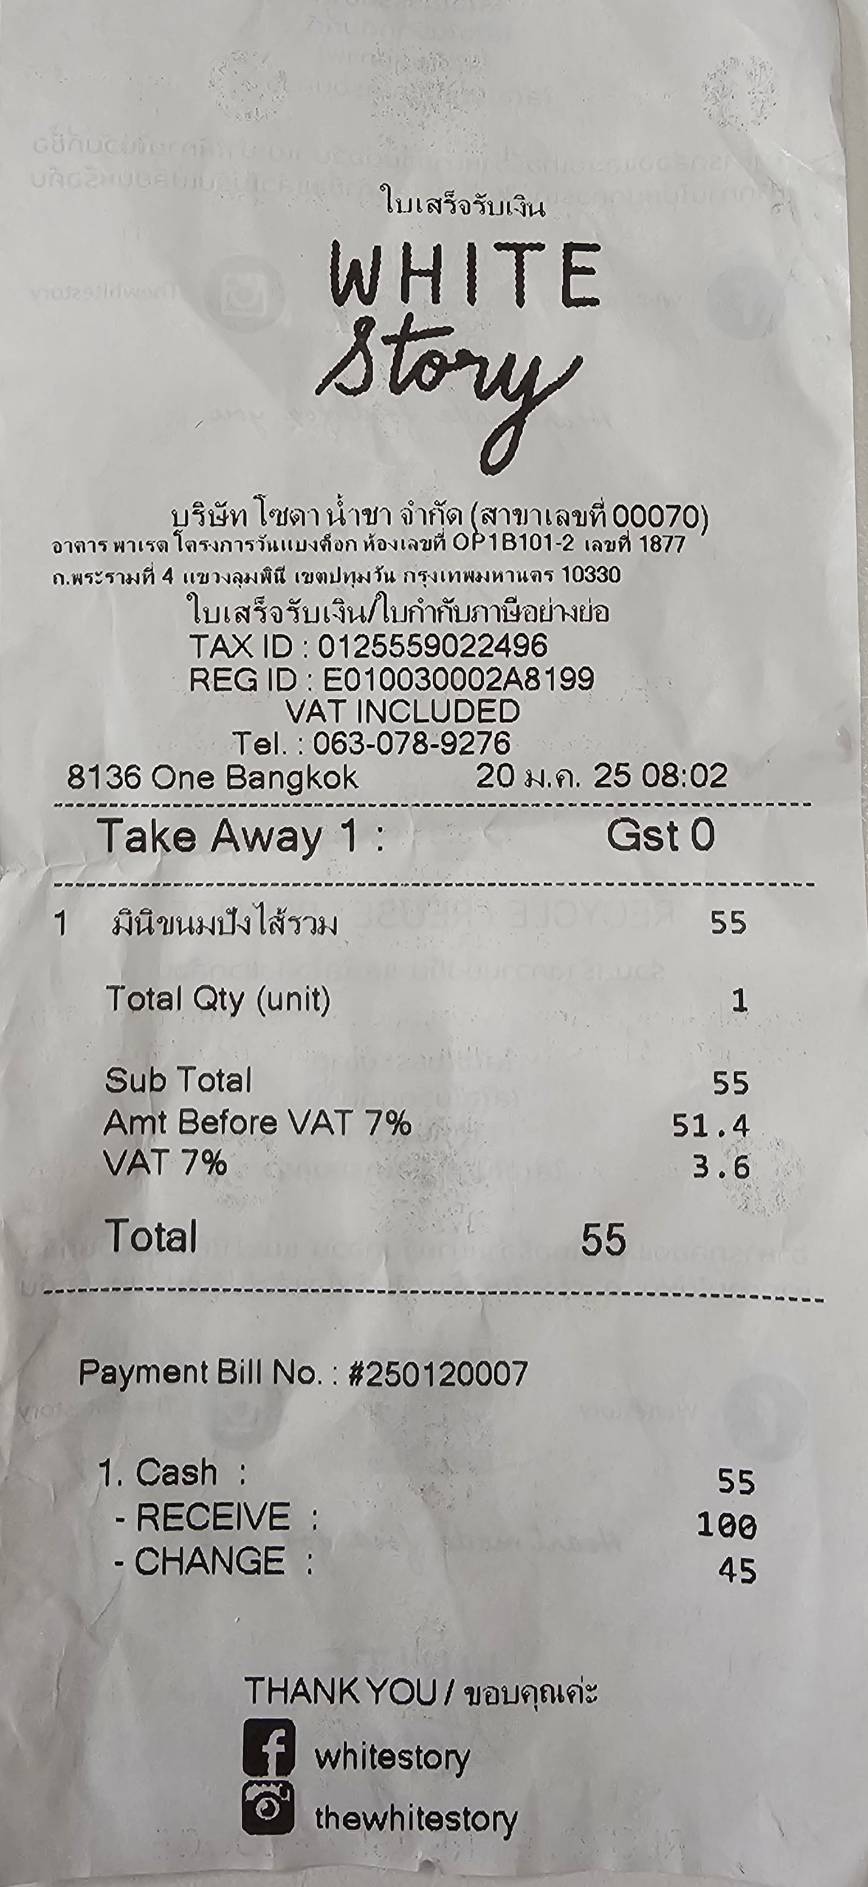 ใบเสร็จรับเงิน
WHITE
Story
บริษัท โซดา น้ำชา จำกัด (สาขาเลขที่ 00070)
อาคาร พาเรด โครงการวันแบงค็อก ห้องเลขที่ OP1B101-2 เลขที่ 1877
ถ.พระรามที่ 4 แขวงลุมพินี เขตปทุมวัน กรุงเทพมหานคร 10330
ใบเสร็จรับเงิน/ใบกำกับภาษีอย่างย่อ
TAX ID : 0125559022496
REG ID : E010030002A8199
VAT INCLUDED
Tel. : 063-078-9276
8136 One Bangkok 20 ม.ค. 25 08:02
Take Away 1 : Gst 0
1 มินิขนมปังไส้รวม 55
Total Qty (unit) 1
Sub Total 55
Amt Before VAT 7% 51.4
VAT 7% 3.6
Total 55
Payment Bill No. : #250120007
1. Cash : 55
- RECEIVE : 100
- CHANGE : 45
THANK YOU / ขอบคุณค่ะ
whitestory
thewhitestory